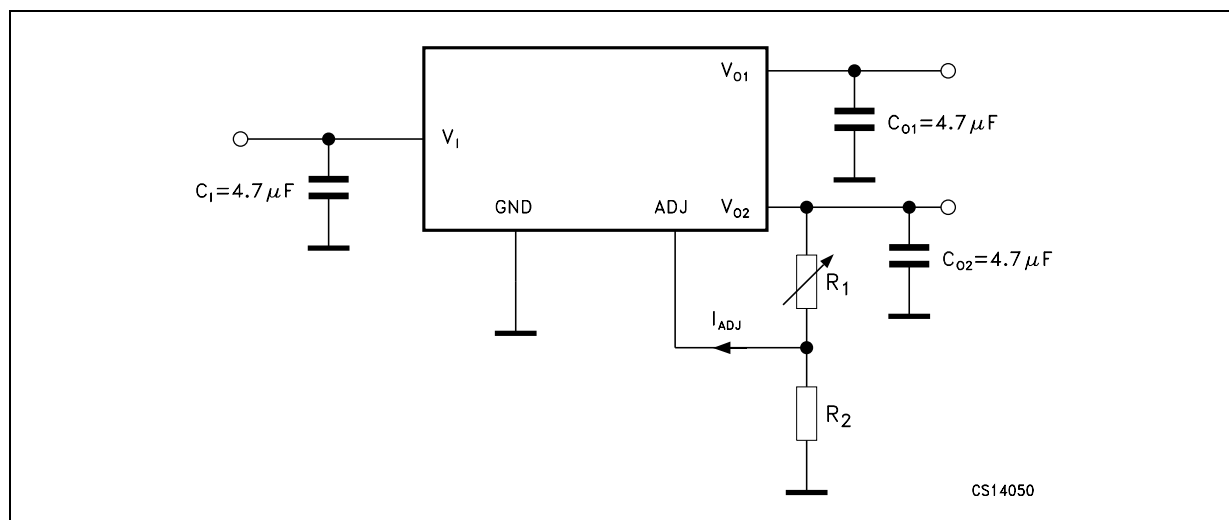 V_O1
C_O1=4.7μF
V_I
C_I=4.7μF
GND
ADJ
V_O2
C_O2=4.7μF
R_1
I_ADJ
R_2
CS14050